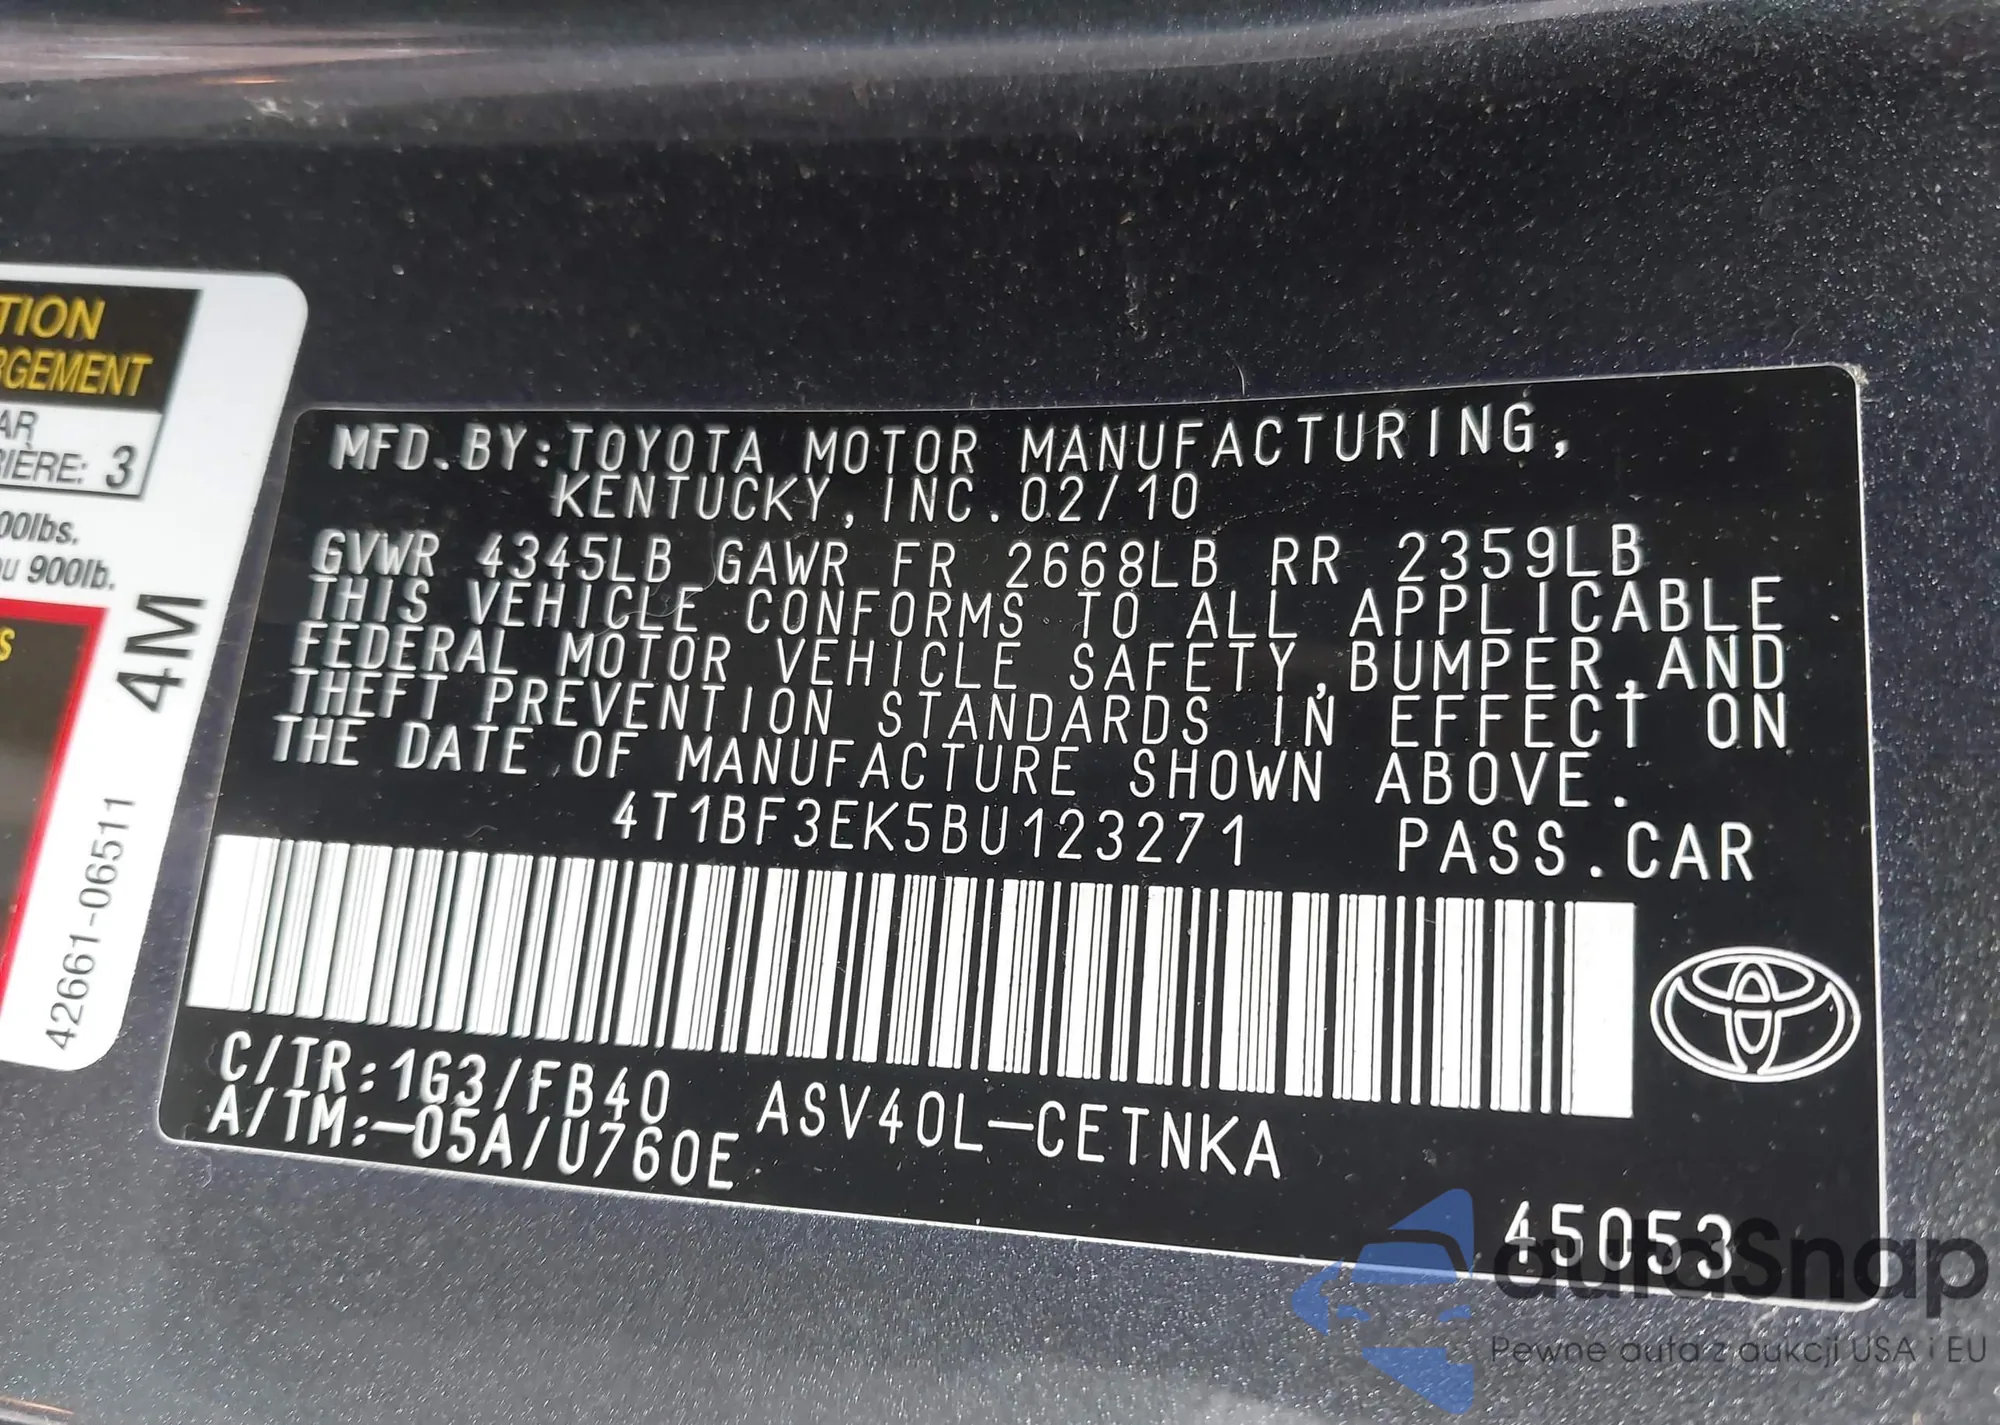 TION
RGEMENT
AR
RIÈRE: 3
00lbs.
u 900lb.
S
4M
42661-06511
MFD.BY:TOYOTA MOTOR MANUFACTURING,
KENTUCKY,INC.02/10
GVWR 4345LB GAWR FR 2668LB RR 2359LB
THIS VEHICLE CONFORMS TO ALL APPLICABLE
FEDERAL MOTOR VEHICLE SAFETY,BUMPER,AND
THEFT PREVENTION STANDARDS IN EFFECT ON
THE DATE OF MANUFACTURE SHOWN ABOVE.
4T1BF3EK5BU123271 PASS.CAR
C/TR:1G3/FB40 ASV40L-CETNKA
A/TM:-05A/U760E
45053
autaSnap
Pewne auta z aukcji USA i EU